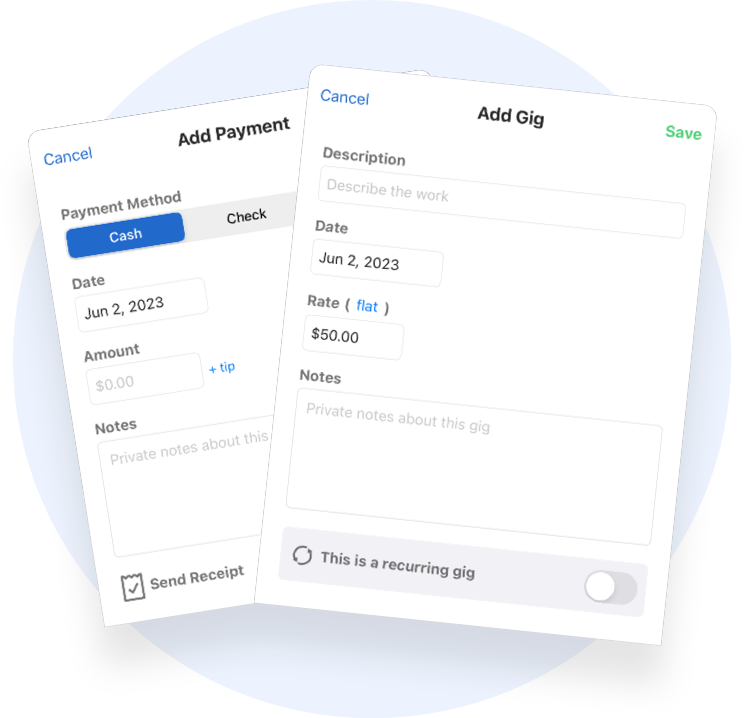 Cancel
Add Payment
Payment Method
Cash
Check
Date
Jun 2, 2023
Amount
$0.00
+ tip
Notes
Private notes about this
Send Receipt
Cancel
Add Gig
Save
Description
Describe the work
Date
Jun 2, 2023
Rate ( flat )
$50.00
Notes
Private notes about this gig
This is a recurring gig